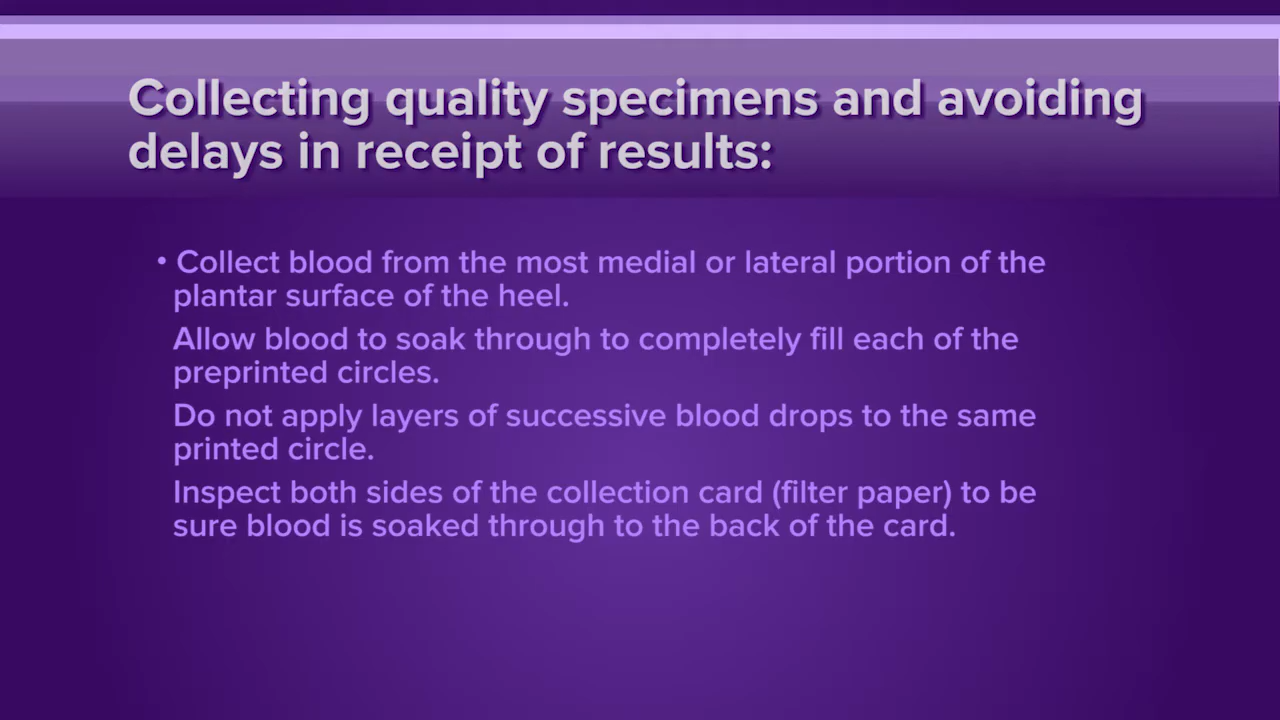 Collecting quality specimens and avoiding
delays in receipt of results:
• Collect blood from the most medial or lateral portion of the
plantar surface of the heel.
Allow blood to soak through to completely fill each of the
preprinted circles.
Do not apply layers of successive blood drops to the same
printed circle.
Inspect both sides of the collection card (filter paper) to be
sure blood is soaked through to the back of the card.